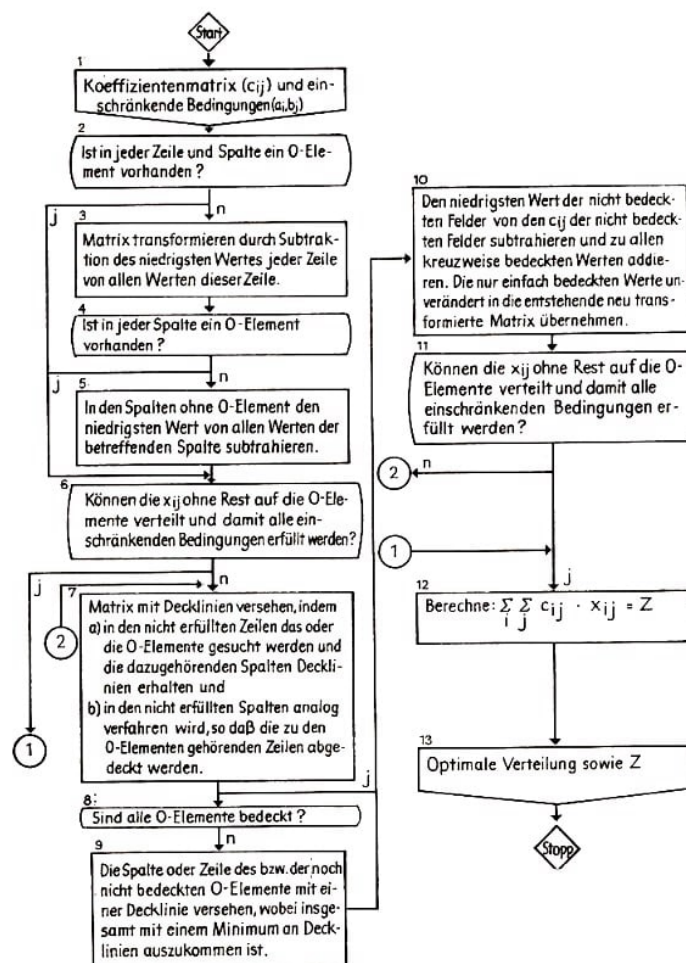 Start
1
Koeffizientenmatrix (cij) und ein-
schränkende Bedingungen(ai,bj)
2
Ist in jeder Zeile und Spalte ein O-Ele-
ment vorhanden?
j
n
3
Matrix transformieren durch Subtrak-
tion des niedrigsten Wertes jeder Zeile
von allen Werten dieser Zeile.
4
Ist in jeder Spalte ein O-Element
vorhanden?
j
n
5
In den Spalten ohne O-Element den
niedrigsten Wert von allen Werten der
betreffenden Spalte subtrahieren.
6
Können die xij ohne Rest auf die O-Ele-
mente verteilt und damit alle ein-
schränkenden Bedingungen erfüllt werden?
j
n
7
2
Matrix mit Decklinien versehen, indem
a) in den nicht erfüllten Zeilen das oder
die O-Elemente gesucht werden und
die dazugehörenden Spalten Deckli-
nien erhalten und
b) in den nicht erfüllten Spalten analog
verfahren wird, so daß die zu den
O-Elementen gehörenden Zeilen abge-
deckt werden.
1
j
8:
Sind alle O-Elemente bedeckt?
n
9
Die Spalte oder Zeile des bzw. der noch
nicht bedeckten O-Elemente mit ei-
ner Decklinie versehen, wobei insge-
samt mit einem Minimum an Deck-
linien auszukommen ist.
10
Den niedrigsten Wert der nicht bedeck-
ten Felder von den cij der nicht bedeck-
ten Felder subtrahieren und zu allen
kreuzweise bedeckten Werten addie-
ren. Die nur einfach bedeckten Werte un-
verändert in die entstehende neu trans-
formierte Matrix übernehmen.
11
Können die xij ohne Rest auf die O-
Elemente verteilt und damit alle
einschränkenden Bedingungen er-
füllt werden?
2
n
1
j
12
Berechne: Σi Σj cij · xij = Z
13
Optimale Verteilung sowie Z
Stopp